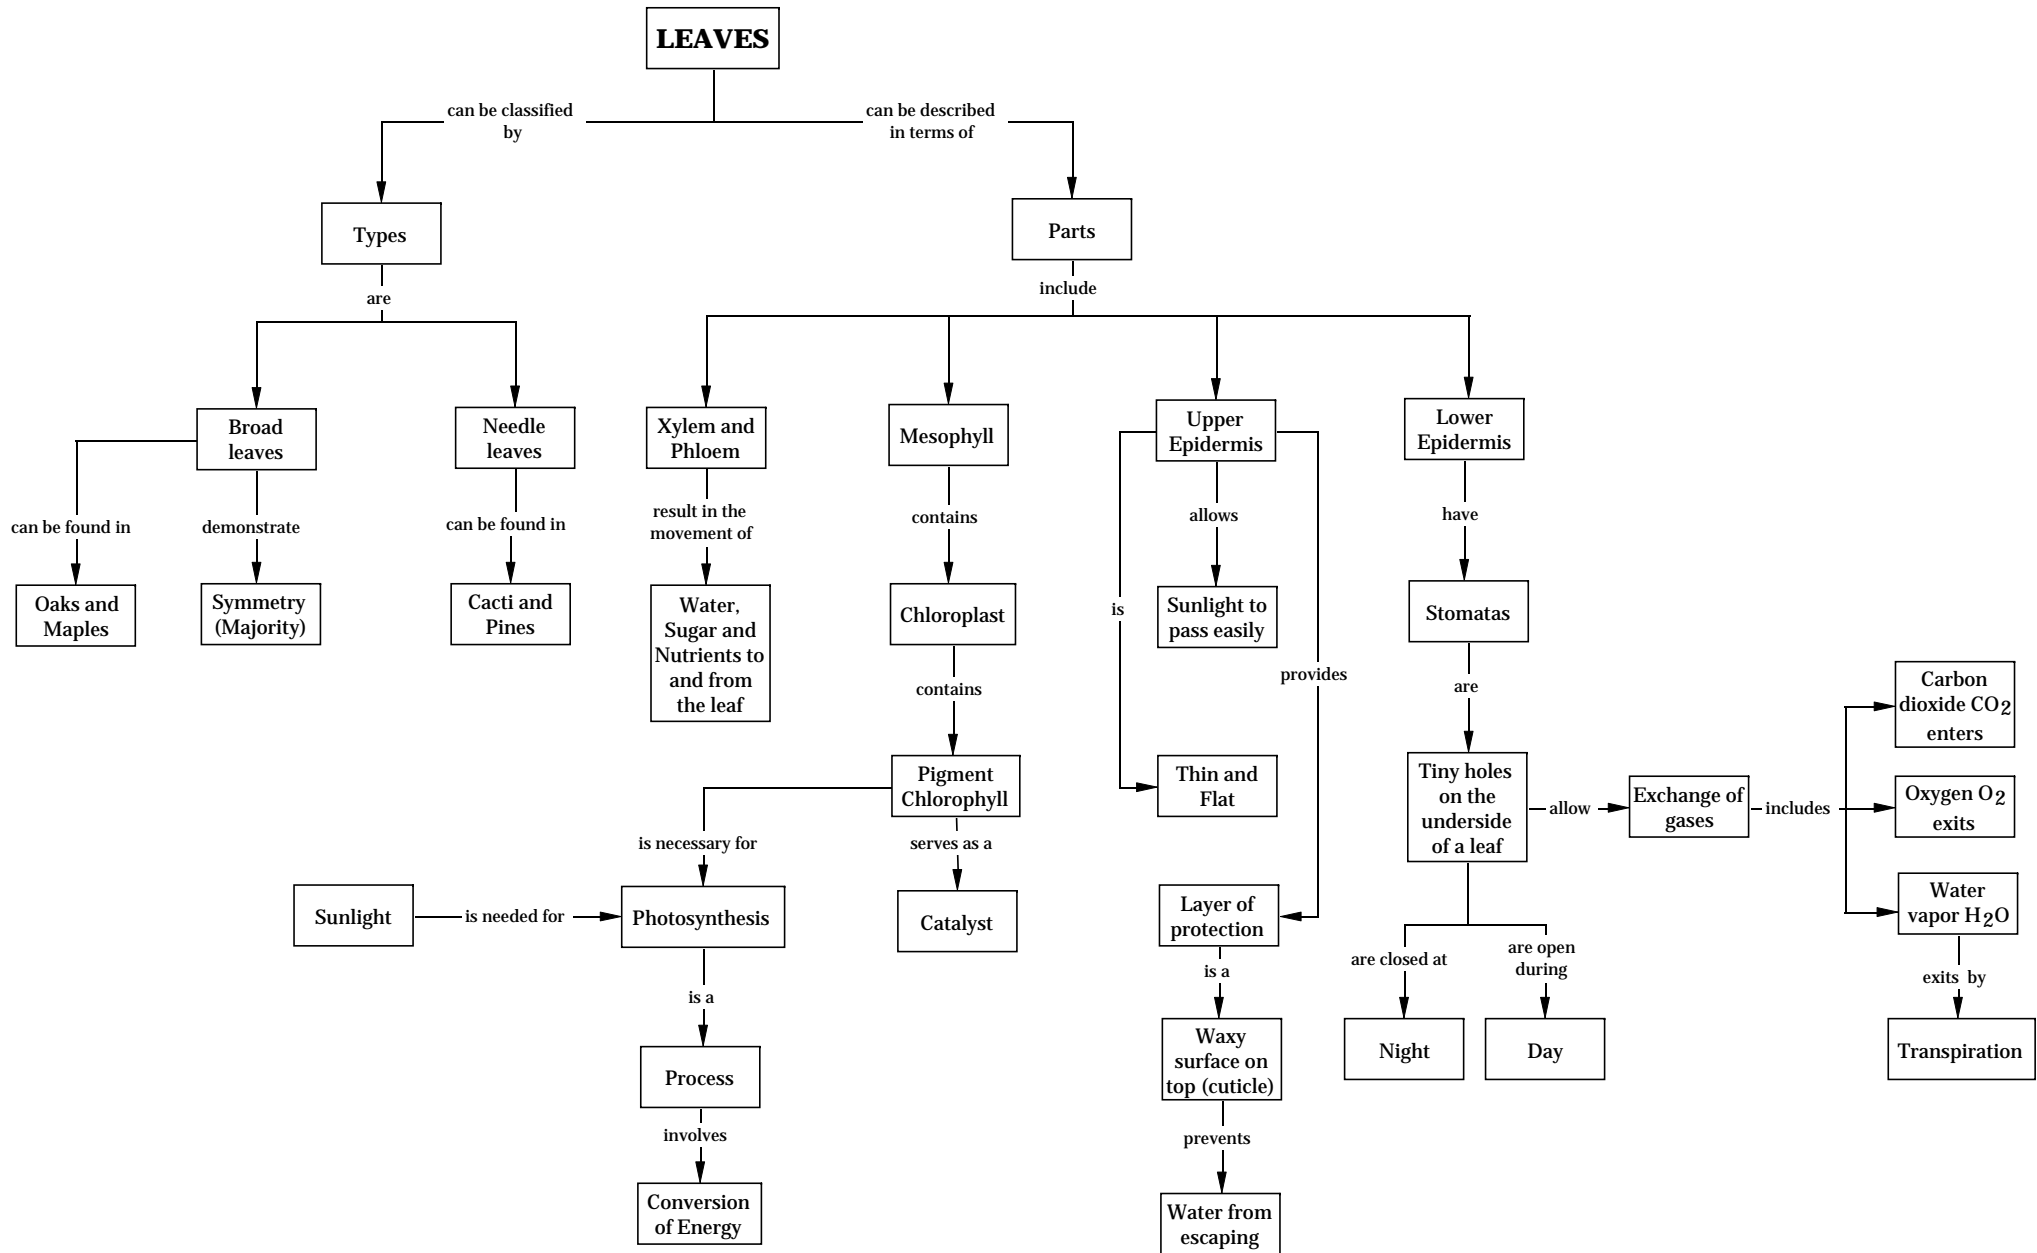 LEAVES
can be classified
by
can be described
in terms of
Types
Parts
are
include
Broad
leaves
Needle
leaves
Xylem and
Phloem
Mesophyll
Upper
Epidermis
Lower
Epidermis
can be found in
demonstrate
can be found in
result in the
movement of
contains
allows
have
Oaks and
Maples
Symmetry
(Majority)
Cacti and
Pines
Water,
Sugar and
Nutrients to
and from
the leaf
Chloroplast
is
Sunlight to
pass easily
Stomatas
provides
contains
are
Carbon
dioxide CO2
enters
Pigment
Chlorophyll
Thin and
Flat
Tiny holes
on the
underside
of a leaf
allow
Exchange of
gases
includes
Oxygen O2
exits
is necessary for
serves as a
Water
vapor H2O
Sunlight
is needed for
Photosynthesis
Catalyst
Layer of
protection
are closed at
are open
during
exits by
is a
is a
Process
Waxy
surface on
top (cuticle)
Night
Day
Transpiration
involves
prevents
Conversion
of Energy
Water from
escaping